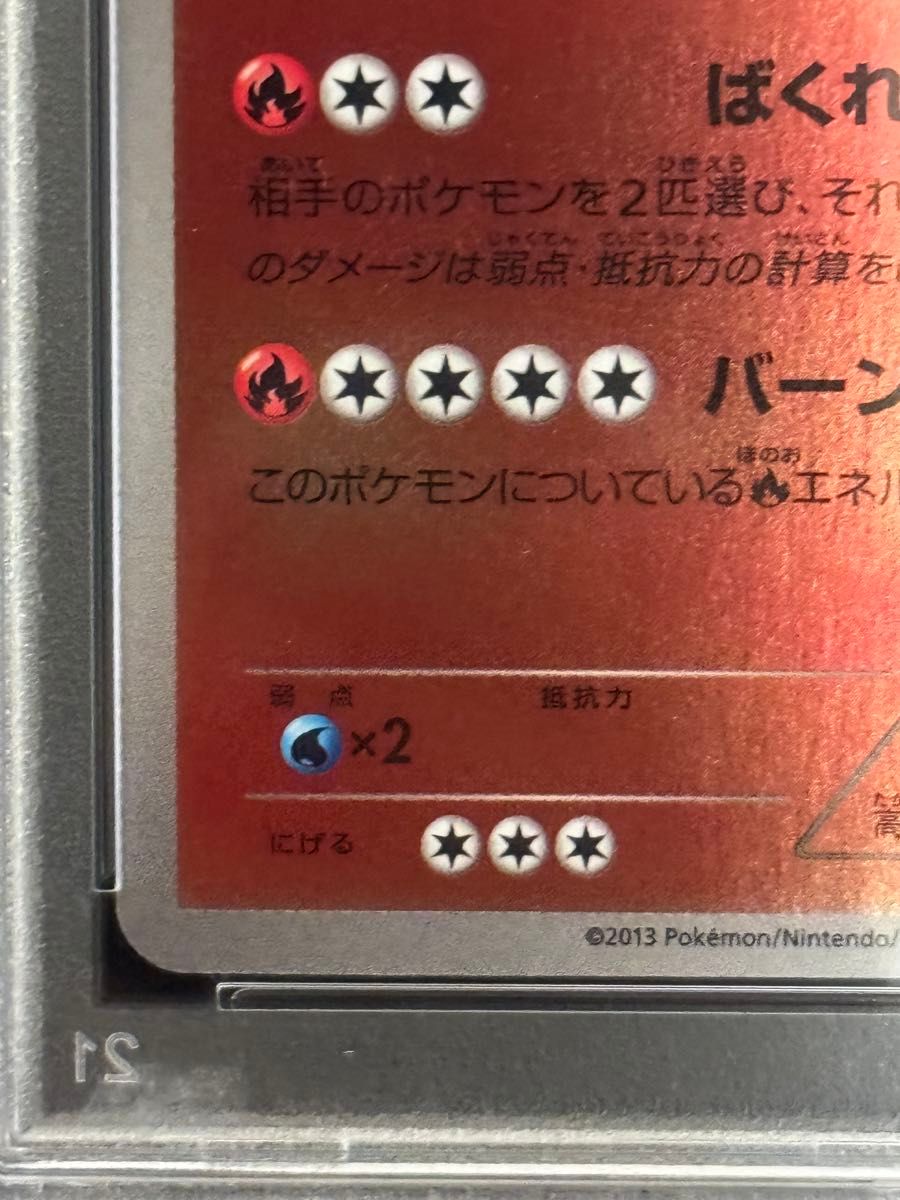 ばくれ
あいて ひき えら
相手のポケモンを2匹選び、それ
じゃくてん ていこうりょく けいさん
のダメージは弱点・抵抗力の計算を
バーン
ほのお
このポケモンについているエネル
弱点 抵抗力
×2
にげる
高
©2013 Pokémon/Nintendo/
21